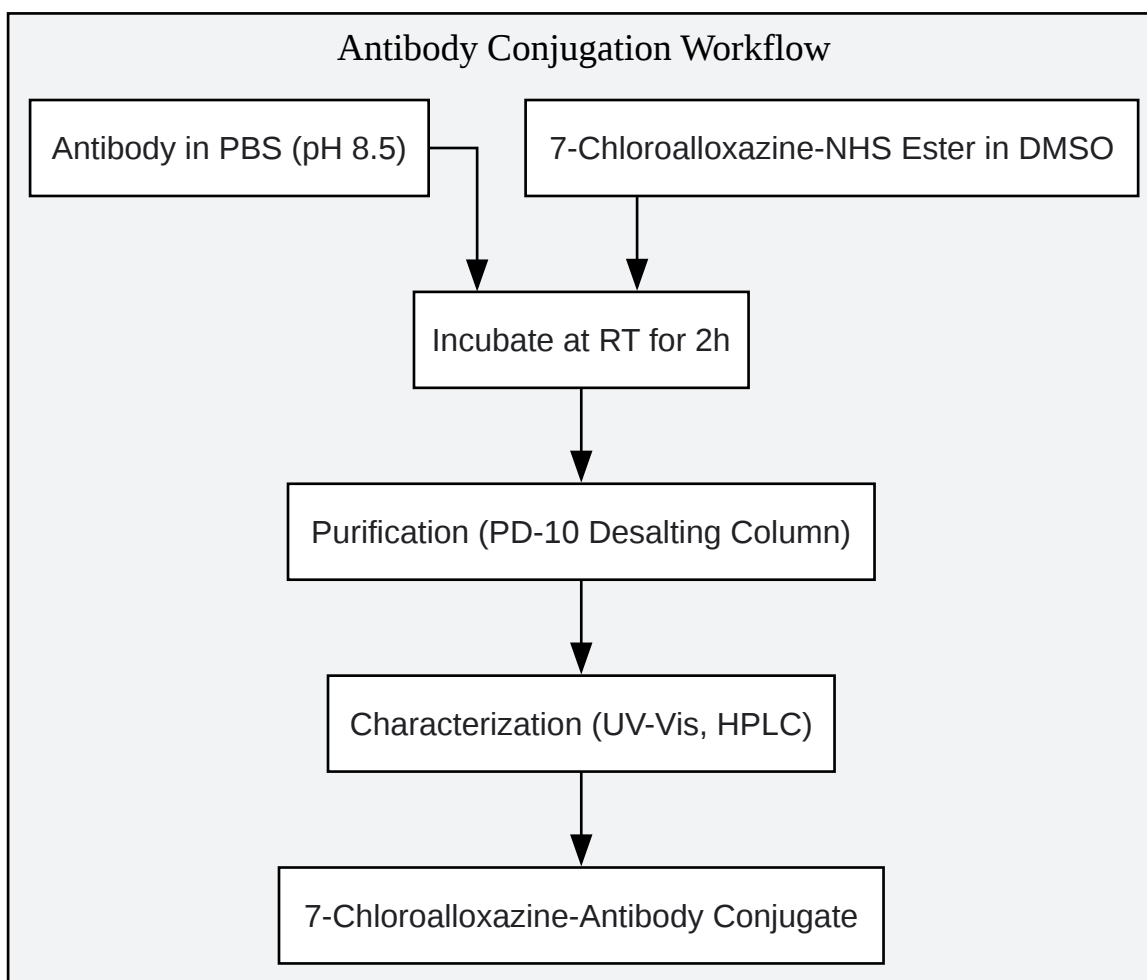 Antibody Conjugation Workflow
Antibody in PBS (pH 8.5)
7-Chloroalloxazine-NHS Ester in DMSO
Incubate at RT for 2h
Purification (PD-10 Desalting Column)
Characterization (UV-Vis, HPLC)
7-Chloroalloxazine-Antibody Conjugate